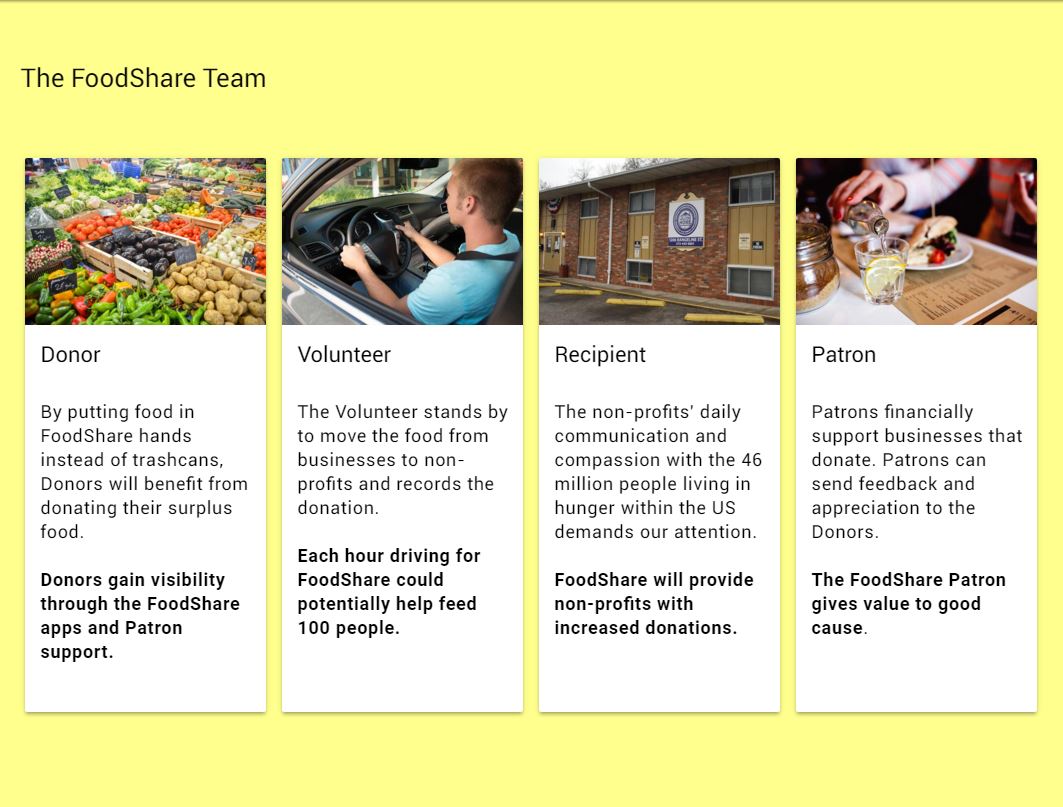 The FoodShare Team
Donor
By putting food in
FoodShare hands
instead of trashcans,
Donors will benefit from
donating their surplus
food.
Donors gain visibility
through the FoodShare
apps and Patron
support.
Volunteer
The Volunteer stands by
to move the food from
businesses to non-
profits and records the
donation.
Each hour driving for
FoodShare could
potentially help feed
100 people.
Recipient
The non-profits' daily
communication and
compassion with the 46
million people living in
hunger within the US
demands our attention.
FoodShare will provide
non-profits with
increased donations.
Patron
Patrons financially
support businesses that
donate. Patrons can
send feedback and
appreciation to the
Donors.
The FoodShare Patron
gives value to good
cause.